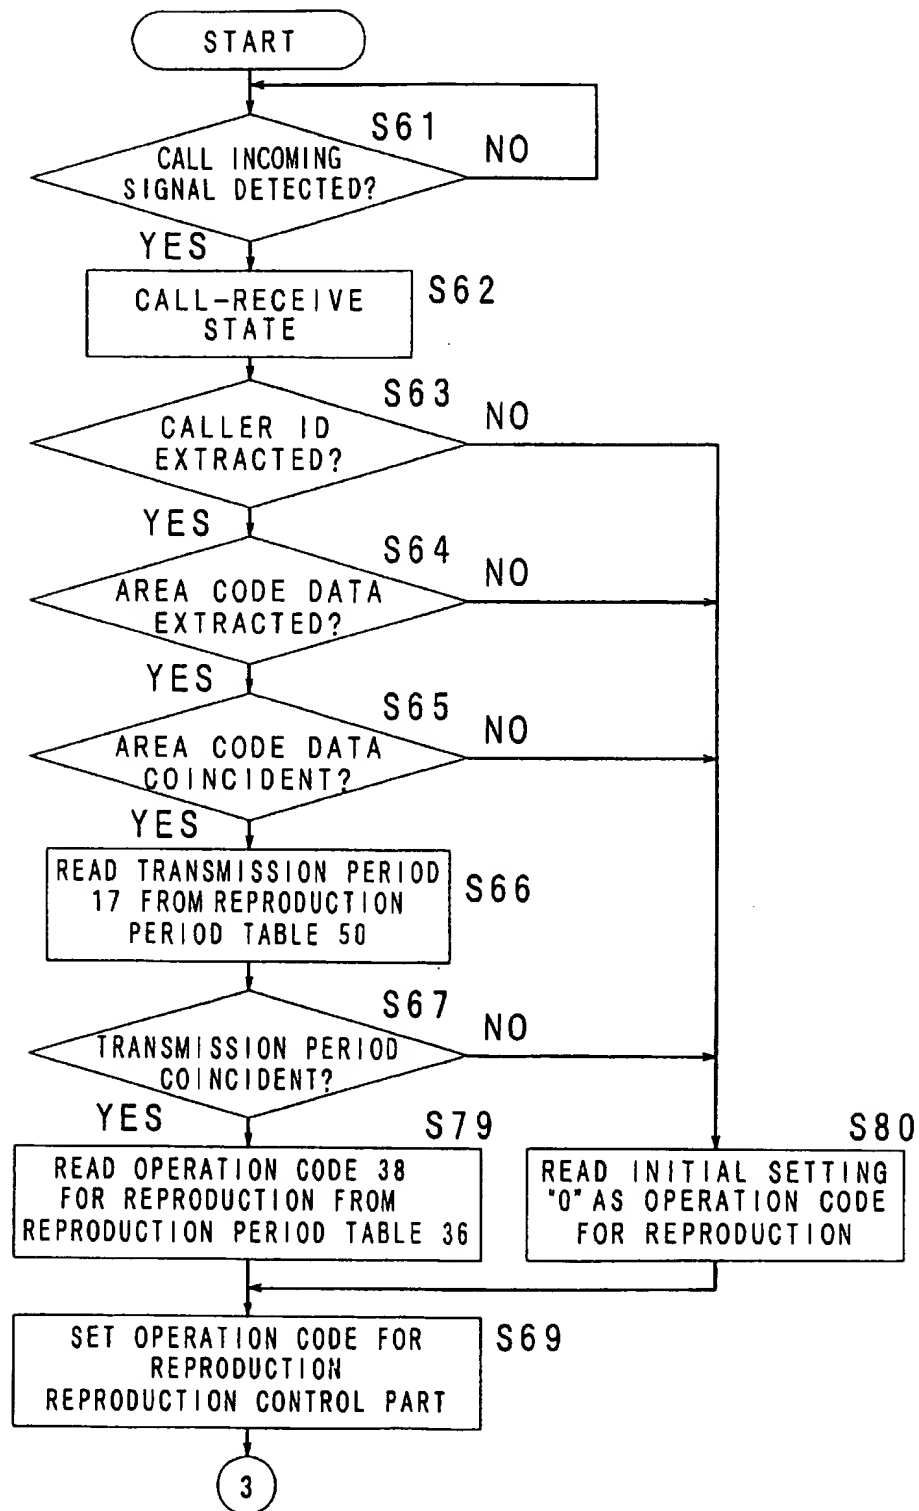 START
S61
NO
CALL INCOMING
SIGNAL DETECTED?
YES
S62
CALL-RECEIVE
STATE
S63
NO
CALLER ID
EXTRACTED?
YES
S64
NO
AREA CODE DATA
EXTRACTED?
YES
S65
NO
AREA CODE DATA
COINCIDENT?
YES
S66
READ TRANSMISSION PERIOD
17 FROM REPRODUCTION
PERIOD TABLE 50
S67
NO
TRANSMISSION PERIOD
COINCIDENT?
YES
S79
READ OPERATION CODE 38
FOR REPRODUCTION FROM
REPRODUCTION PERIOD TABLE 36
S80
READ INITIAL SETTING
"0" AS OPERATION CODE
FOR REPRODUCTION
S69
SET OPERATION CODE FOR
REPRODUCTION
REPRODUCTION CONTROL PART
3